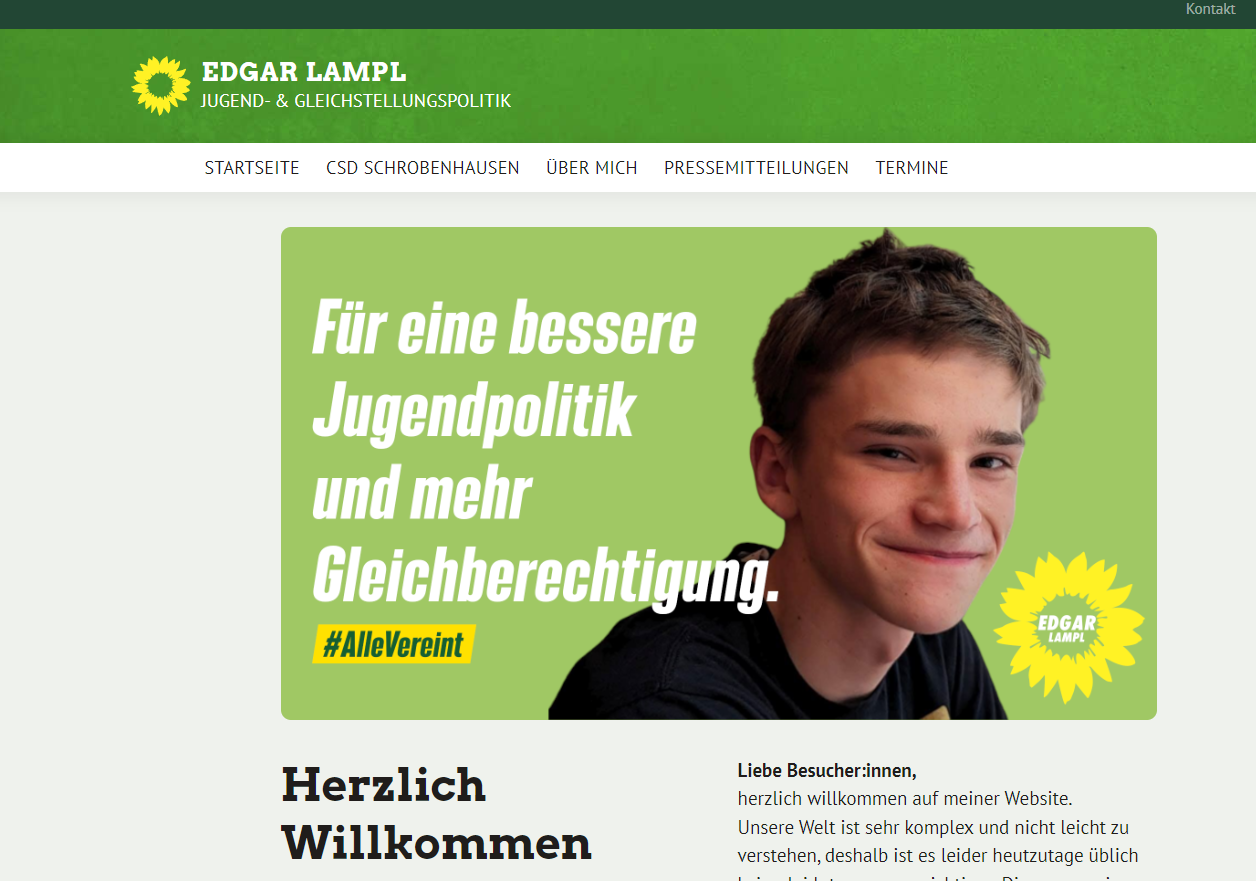 Kontakt
EDGAR LAMPL
JUGEND- & GLEICHSTELLUNGSPOLITIK
STARTSEITE CSD SCHROBENHAUSEN ÜBER MICH PRESSEMITTEILUNGEN TERMINE
Für eine bessere
Jugendpolitik
und mehr
Gleichberechtigung.
#AlleVereint
EDGAR
LAMPL
Herzlich
Willkommen
Liebe Besucher:innen,
herzlich willkommen auf meiner Website.
Unsere Welt ist sehr komplex und nicht leicht zu
verstehen, deshalb ist es leider heutzutage üblich